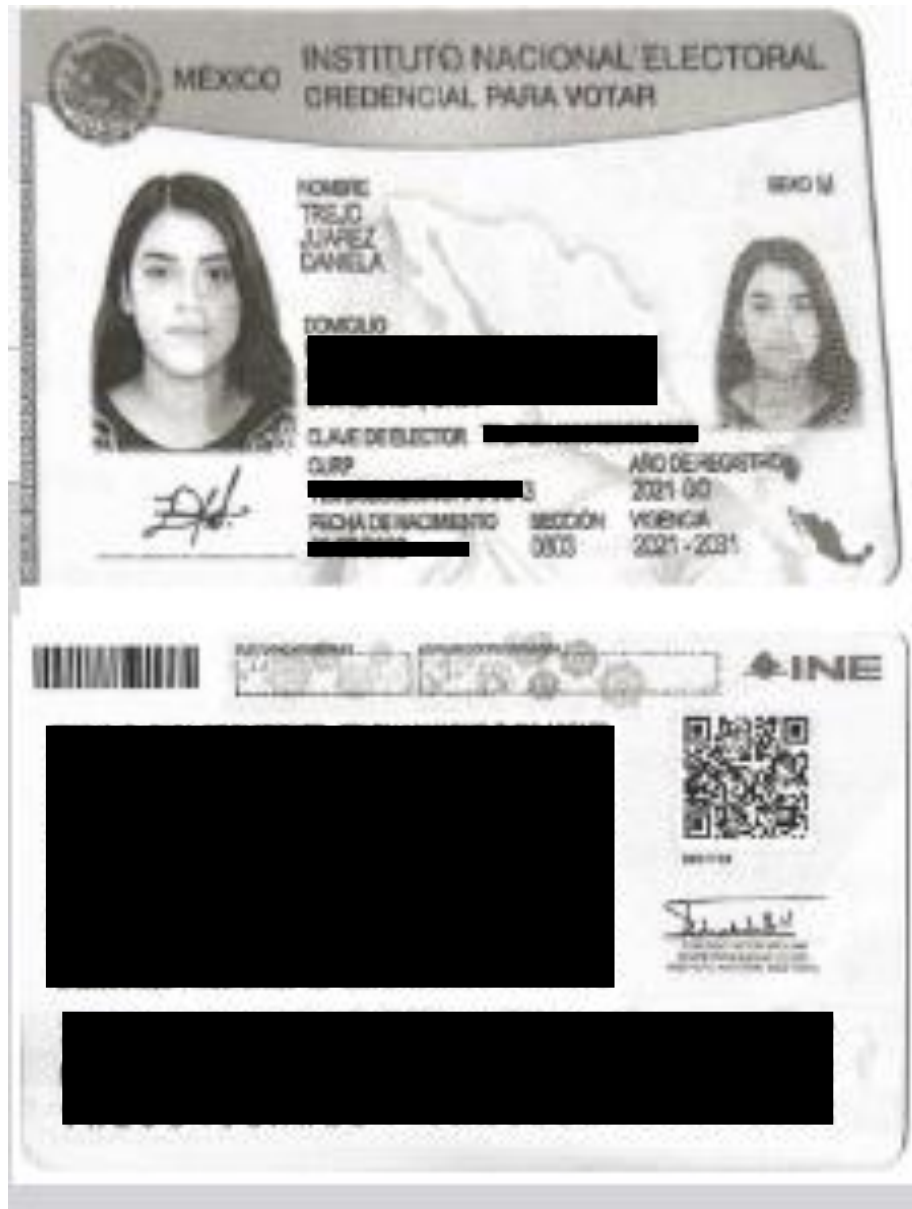 MÉXICO
INSTITUTO NACIONAL ELECTORAL
CREDENCIAL PARA VOTAR
NOMBRE
SEXO M
TREJO
JUAREZ
DANIELA
DOMICILIO
CLAVE DE ELECTOR
CURP
AÑO DE REGISTRO
2021 00
FECHA DE NACIMIENTO
SECCIÓN
VIGENCIA
0803
2021 - 2031
INE